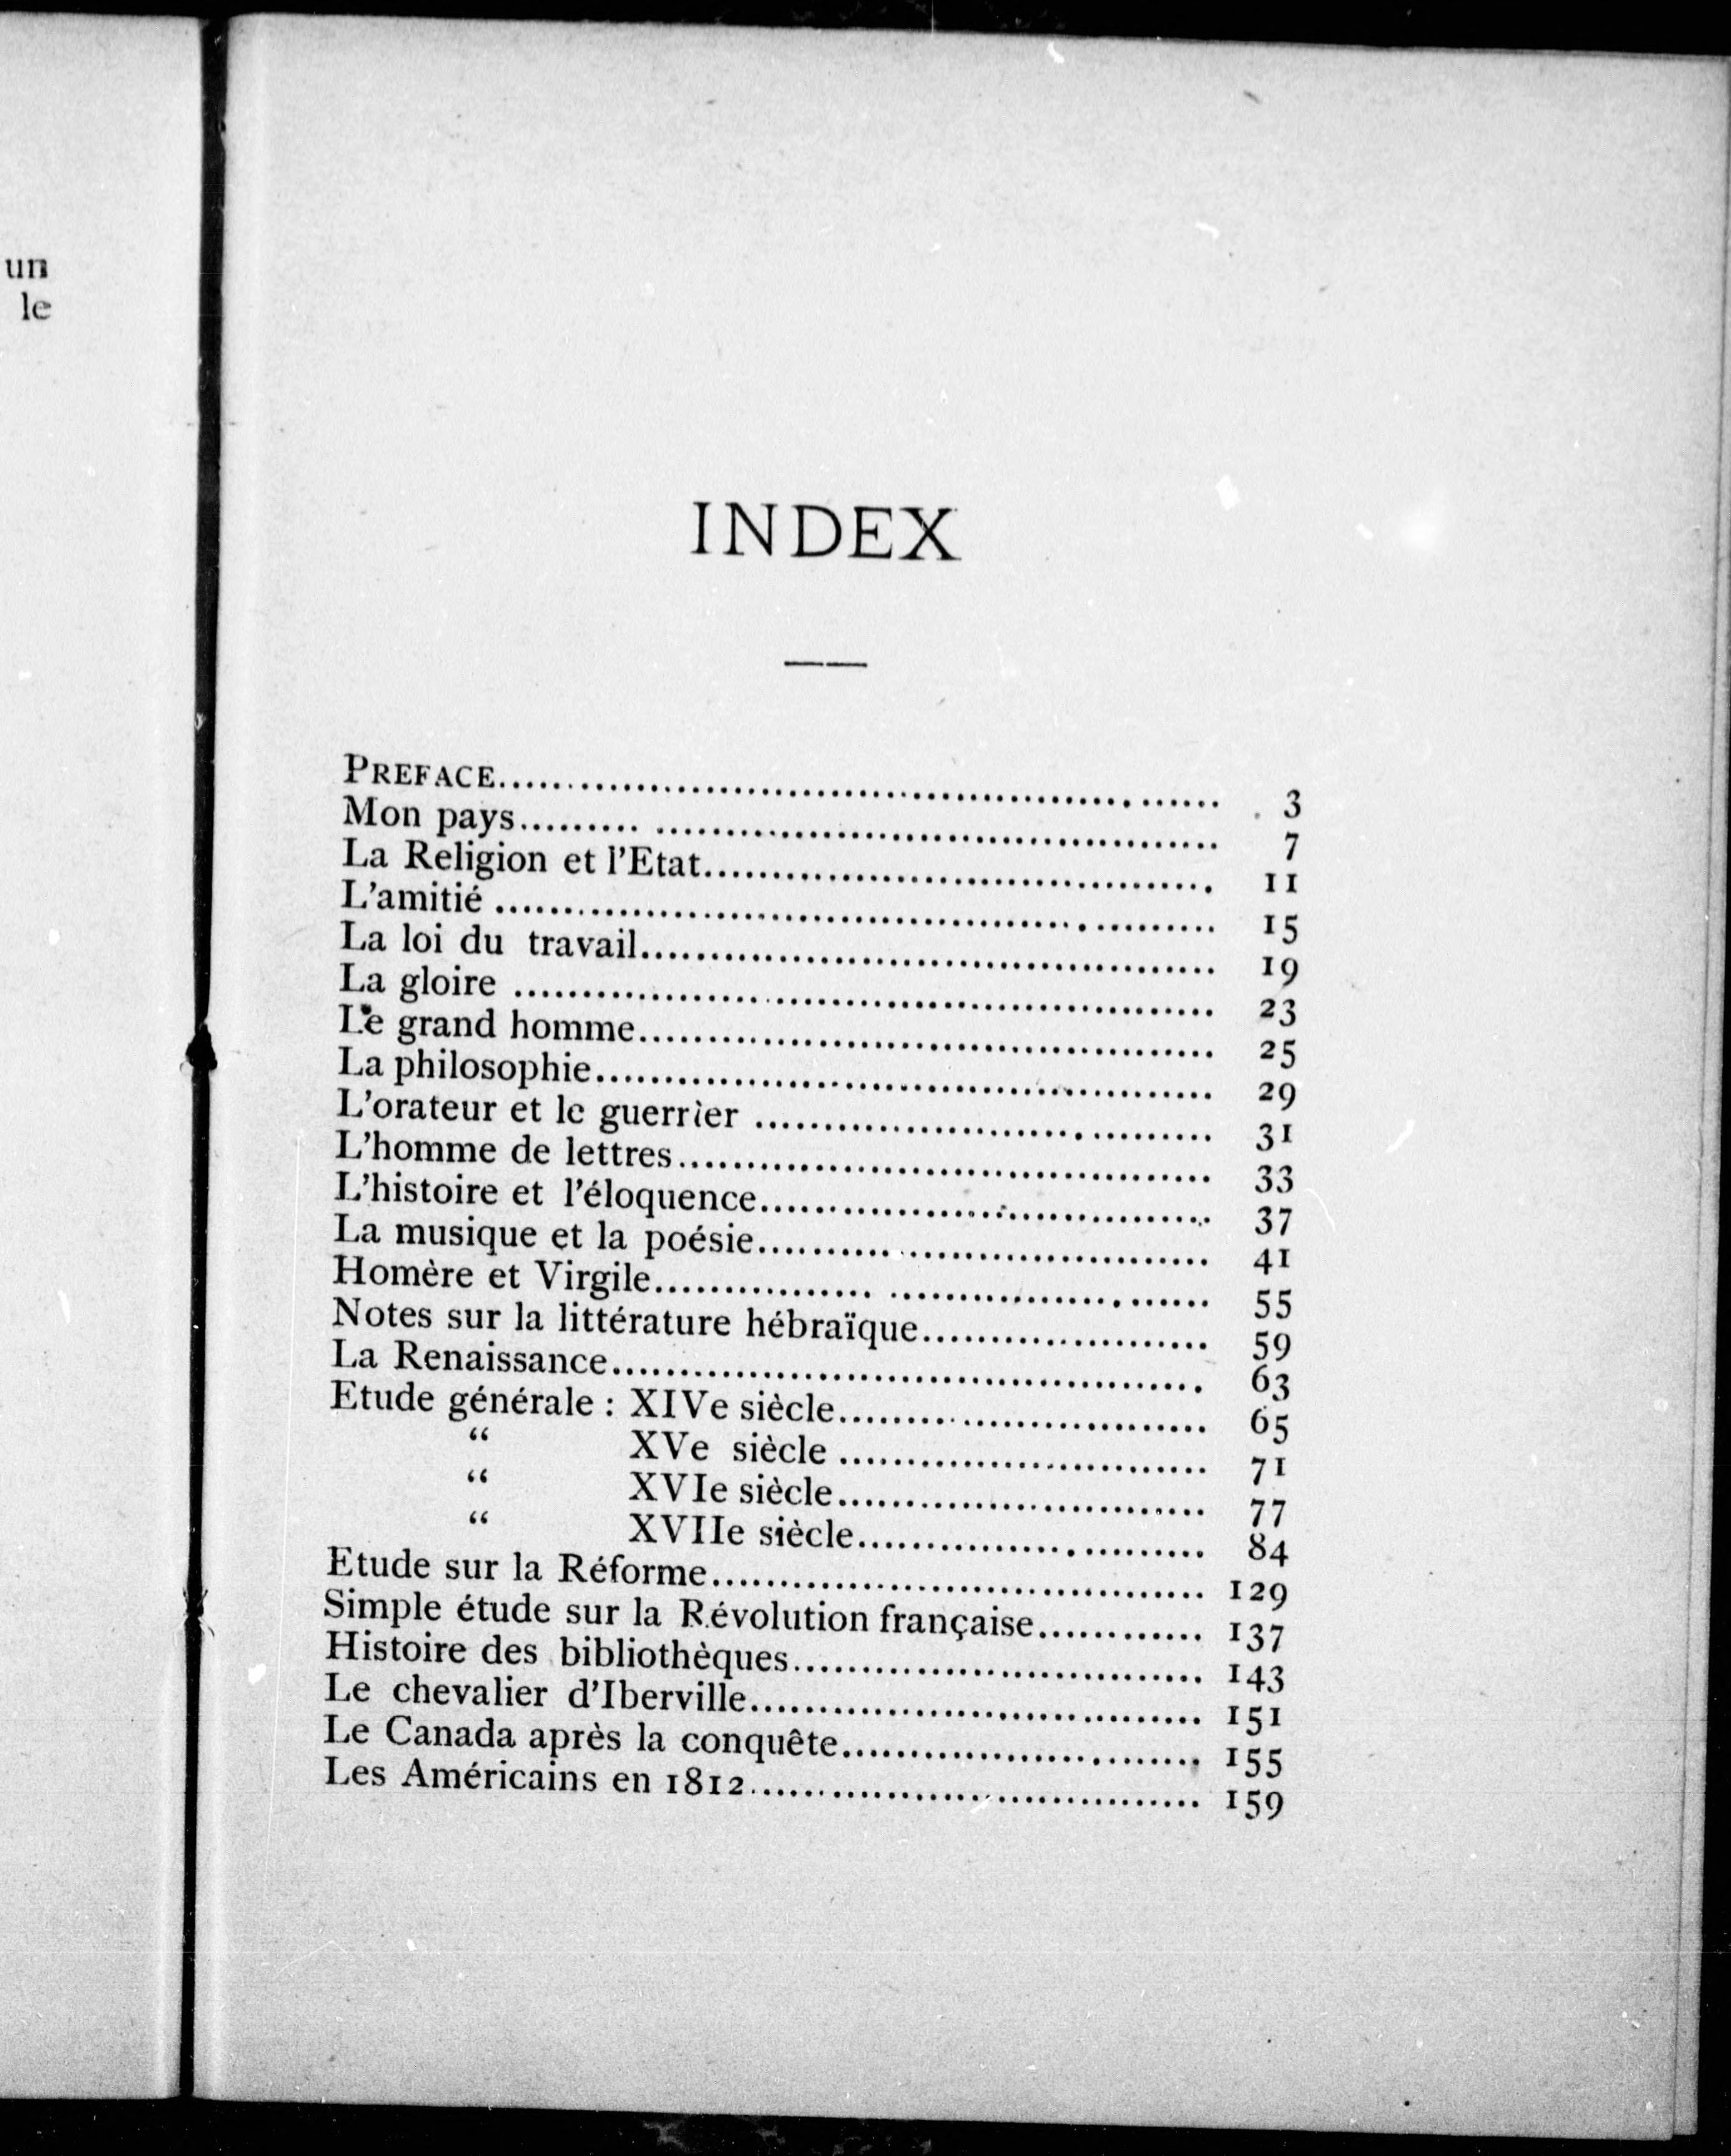 un
le
INDEX
PREFACE.................................................... 3
Mon pays.................................................... 7
La Religion et l'Etat..................................... 11
L'amitié .................................................... 15
La loi du travail.......................................... 19
La gloire .................................................... 23
Le grand homme.......................................... 25
La philosophie............................................. 29
L'orateur et le guerrier ................................. 31
L'homme de lettres....................................... 33
L'histoire et l'éloquence................................ 37
La musique et la poésie................................ 41
Homère et Virgile........................................ 55
Notes sur la littérature hébraïque..................... 59
La Renaissance........................................... 63
Etude générale : XIVe siècle........................... 65
“ XVe siècle ........................... 71
“ XVIe siècle........................... 77
“ XVIIe siècle......................... 84
Etude sur la Réforme.................................... 129
Simple étude sur la Révolution française............ 137
Histoire des bibliothèques.............................. 143
Le chevalier d'Iberville................................. 151
Le Canada après la conquête.......................... 155
Les Américains en 1812................................. 159